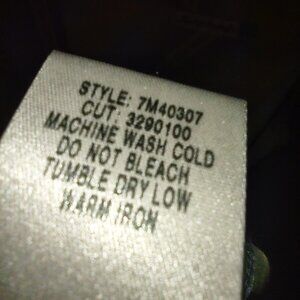 STYLE: 7M40307
CUT: 3290100
MACHINE WASH COLD
DO NOT BLEACH
TUMBLE DRY LOW
WARM IRON